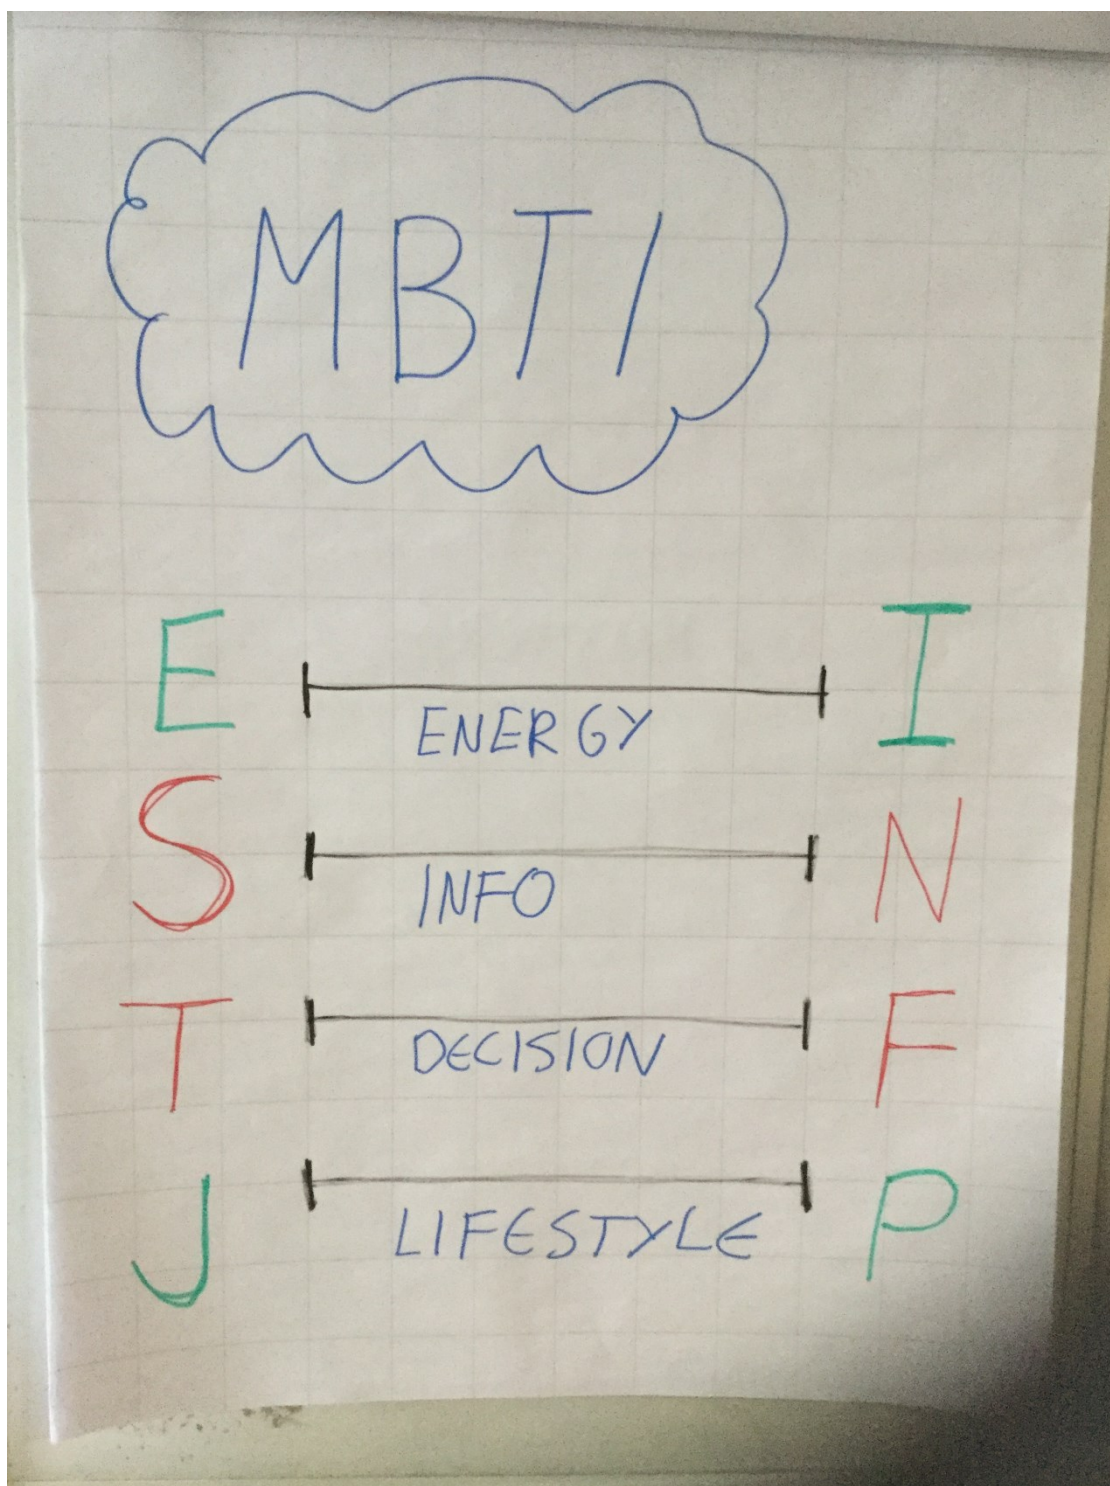 MBTI
E I
ENERGY
S N
INFO
T F
DECISION
J P
LIFESTYLE